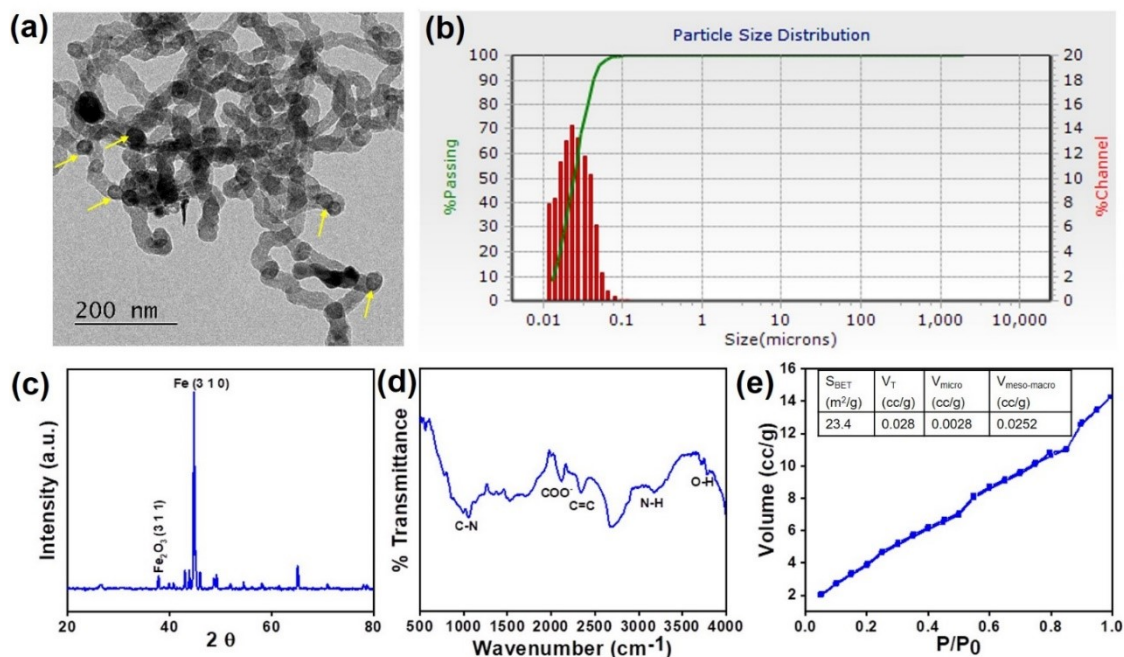 (a)
200 nm
(b)
Particle Size Distribution
%Passing
100
90
80
70
60
50
40
30
20
10
0
20
18
16
14
12
10
8
6
4
2
0
%Channel
0.01 0.1 1 10 100 1,000 10,000
Size(microns)
(c)
Intensity (a.u.)
Fe (3 1 0)
Fe2O3 (3 1 1)
20 40 60 80
2 θ
(d)
% Transmittance
C-N
COO-
C=C
N-H
O-H
500 1000 1500 2000 2500 3000 3500 4000
Wavenumber (cm-1)
(e)
Volume (cc/g)
16
14
12
10
8
6
4
2
SBET (m2/g) VT (cc/g) Vmicro (cc/g) Vmeso-macro (cc/g)
23.4 0.028 0.0028 0.0252
0.0 0.2 0.4 0.6 0.8 1.0
P/P0